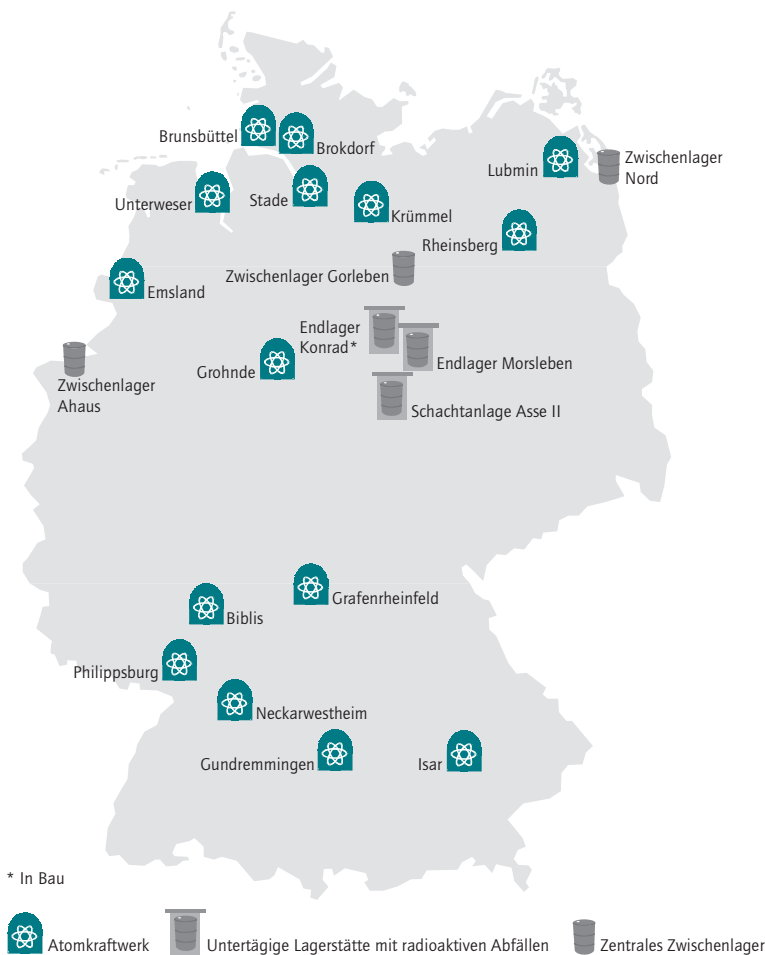 Brunsbüttel
Brokdorf
Lubmin
Zwischenlager
Nord
Unterweser
Stade
Krümmel
Rheinsberg
Zwischenlager Gorleben
Emsland
Endlager
Konrad*
Endlager Morsleben
Grohnde
Zwischenlager
Ahaus
Schachtanlage Asse II
Grafenrheinfeld
Biblis
Philippsburg
Neckarwestheim
Gundremmingen
Isar
* In Bau
Atomkraftwerk
Untertägige Lagerstätte mit radioaktiven Abfällen
Zentrales Zwischenlager